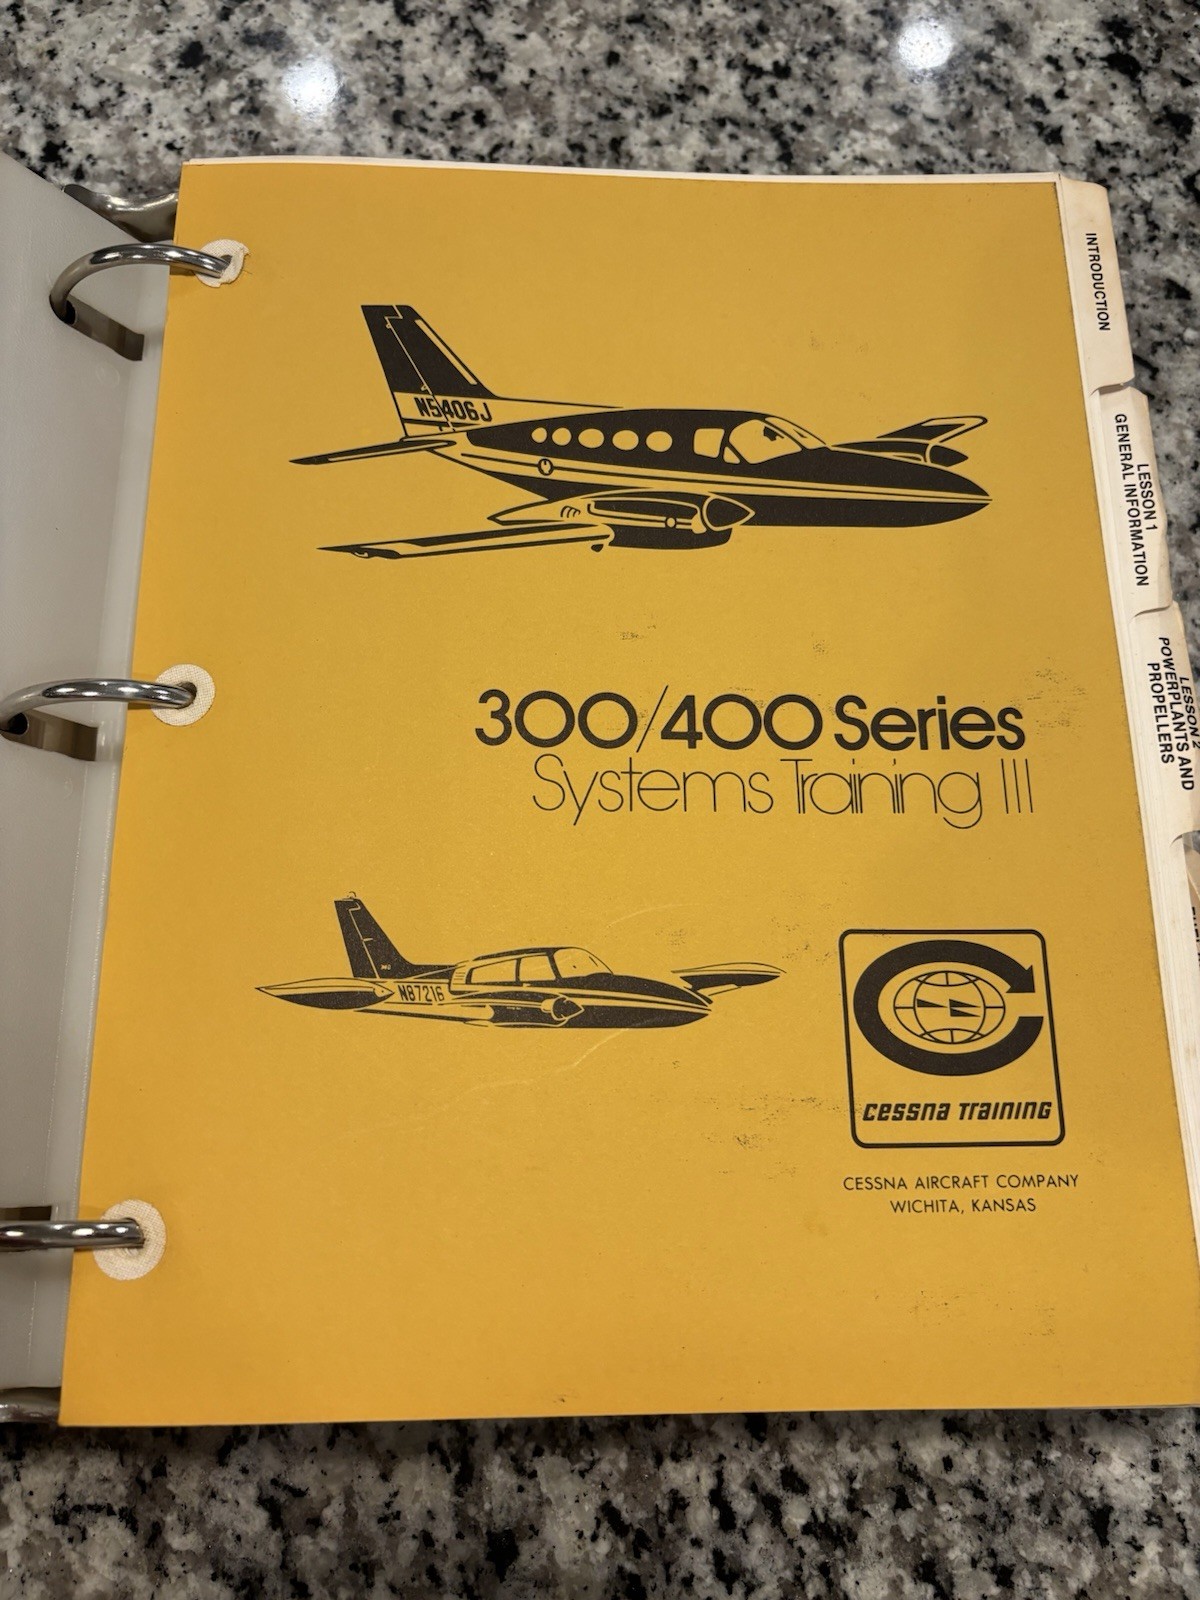 N5406J
300/400 Series
Systems Training III
N87216
Cessna Training
CESSNA AIRCRAFT COMPANY
WICHITA, KANSAS
INTRODUCTION
LESSON 1
GENERAL INFORMATION
LESSON 2
POWERPLANTS AND
PROPELLERS